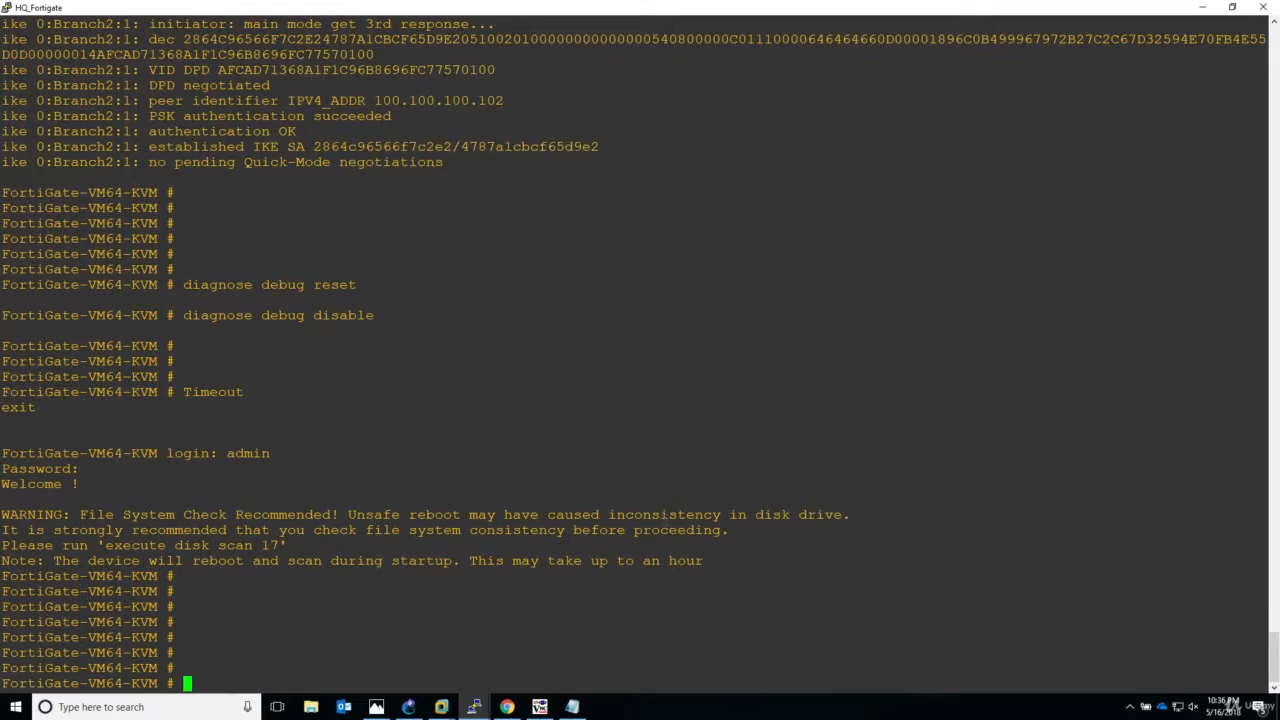 HQ_Fortigate
ike 0:Branch2:1: initiator: main mode get 3rd response...
ike 0:Branch2:1: dec 2864C96566F7C2E24787A1CBCF65D9E20510020100000000000000540800000C01110000646464660D00001896C0B499967972B27C2C67D32594E70FB4E55
D0D00000014AFCAD71368A1F1C96B8696FC77570100
ike 0:Branch2:1: VID DPD AFCAD71368A1F1C96B8696FC77570100
ike 0:Branch2:1: DPD negotiated
ike 0:Branch2:1: peer identifier IPV4_ADDR 100.100.100.102
ike 0:Branch2:1: PSK authentication succeeded
ike 0:Branch2:1: authentication OK
ike 0:Branch2:1: established IKE SA 2864c96566f7c2e2/4787a1cbcf65d9e2
ike 0:Branch2:1: no pending Quick-Mode negotiations
FortiGate-VM64-KVM #
FortiGate-VM64-KVM #
FortiGate-VM64-KVM #
FortiGate-VM64-KVM #
FortiGate-VM64-KVM #
FortiGate-VM64-KVM #
FortiGate-VM64-KVM # diagnose debug reset
FortiGate-VM64-KVM # diagnose debug disable
FortiGate-VM64-KVM #
FortiGate-VM64-KVM #
FortiGate-VM64-KVM #
FortiGate-VM64-KVM # Timeout
exit
FortiGate-VM64-KVM login: admin
Password:
Welcome !
WARNING: File System Check Recommended! Unsafe reboot may have caused inconsistency in disk drive.
It is strongly recommended that you check file system consistency before proceeding.
Please run 'execute disk scan 17'
Note: The device will reboot and scan during startup. This may take up to an hour
FortiGate-VM64-KVM #
FortiGate-VM64-KVM #
FortiGate-VM64-KVM #
FortiGate-VM64-KVM #
FortiGate-VM64-KVM #
FortiGate-VM64-KVM #
FortiGate-VM64-KVM #
FortiGate-VM64-KVM #
Type here to search
10:36 PM
5/16/2018